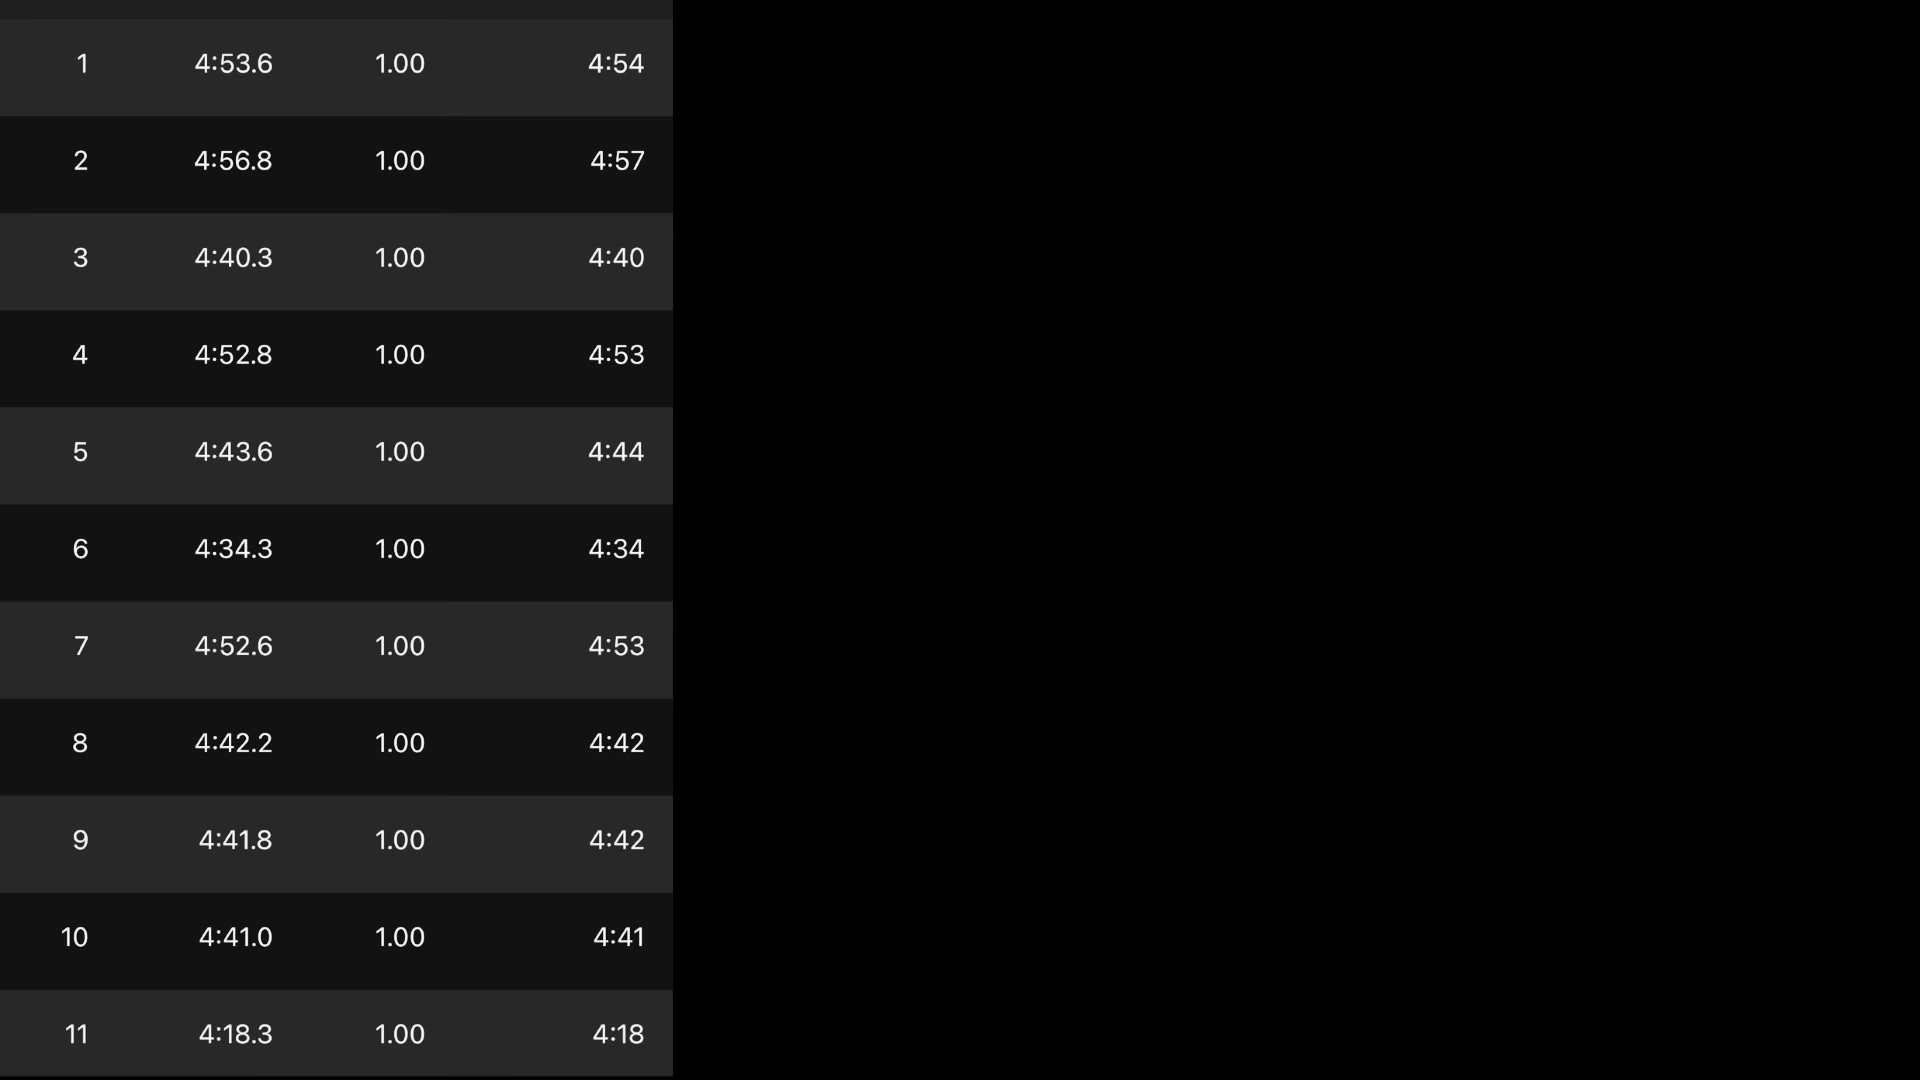 1 4:53.6 1.00 4:54
2 4:56.8 1.00 4:57
3 4:40.3 1.00 4:40
4 4:52.8 1.00 4:53
5 4:43.6 1.00 4:44
6 4:34.3 1.00 4:34
7 4:52.6 1.00 4:53
8 4:42.2 1.00 4:42
9 4:41.8 1.00 4:42
10 4:41.0 1.00 4:41
11 4:18.3 1.00 4:18